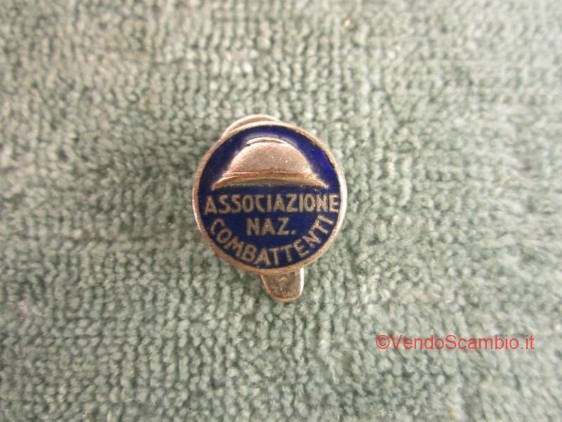 ASSOCIAZIONE
NAZ.
COMBATTENTI
©VendoScambio.it